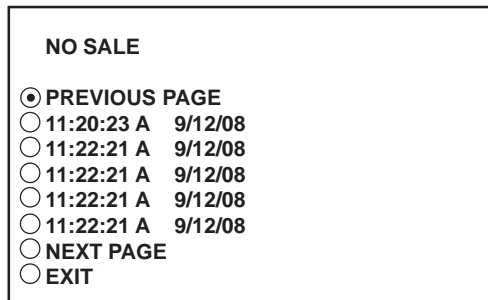 NO SALE
PREVIOUS PAGE
11:20:23 A 9/12/08
11:22:21 A 9/12/08
11:22:21 A 9/12/08
11:22:21 A 9/12/08
11:22:21 A 9/12/08
NEXT PAGE
EXIT